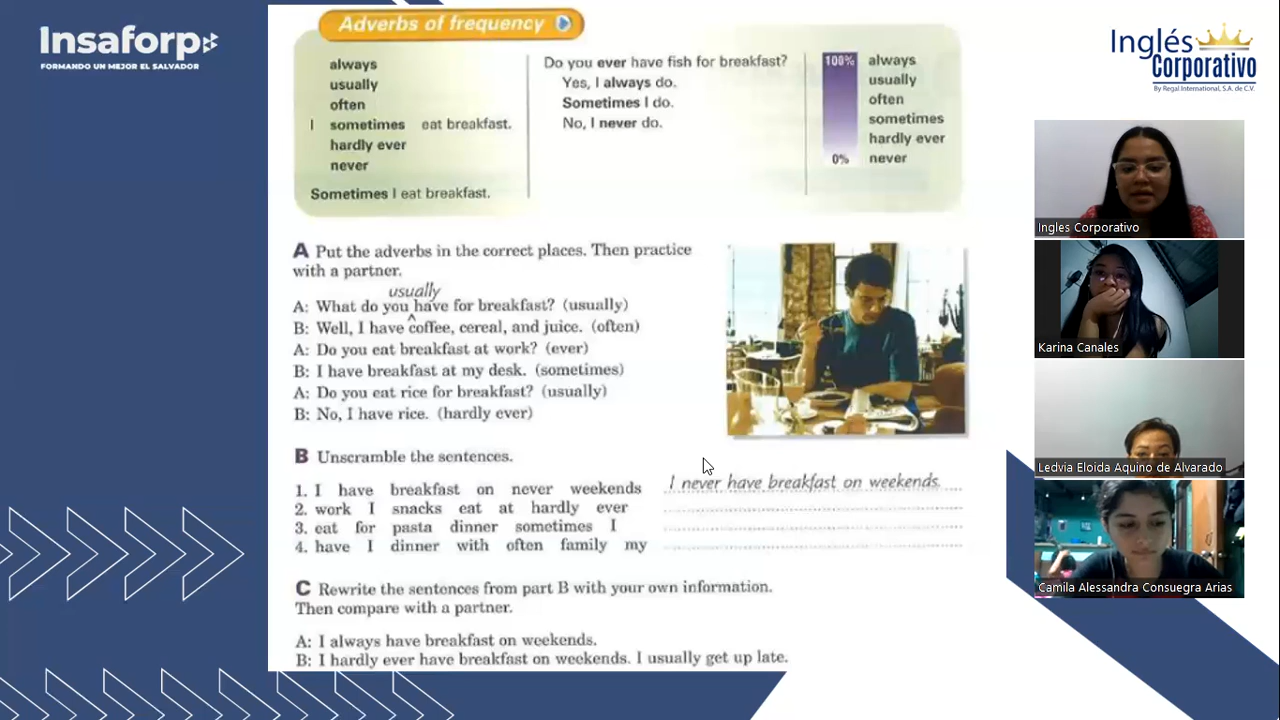 Insaforp
FORMANDO UN MEJOR EL SALVADOR
Adverbs of frequency
always
usually
often
I sometimes eat breakfast.
hardly ever
never
Sometimes I eat breakfast.
Do you ever have fish for breakfast?
Yes, I always do.
Sometimes I do.
No, I never do.
100% always
usually
often
sometimes
hardly ever
0% never
A Put the adverbs in the correct places. Then practice
with a partner.
usually
A: What do you have for breakfast? (usually)
B: Well, I have coffee, cereal, and juice. (often)
A: Do you eat breakfast at work? (ever)
B: I have breakfast at my desk. (sometimes)
A: Do you eat rice for breakfast? (usually)
B: No, I have rice. (hardly ever)
B Unscramble the sentences.
1. I have breakfast on never weekends I never have breakfast on weekends.
2. work I snacks eat at hardly ever
3. eat for pasta dinner sometimes I
4. have I dinner with often family my
C Rewrite the sentences from part B with your own information.
Then compare with a partner.
A: I always have breakfast on weekends.
B: I hardly ever have breakfast on weekends. I usually get up late.
Inglés
Corporativo
By Regal International, S.A. de C.V.
Ingles Corporativo
Karina Canales
Ledvia Eloida Aquino de Alvarado
Camila Alessandra Consuegra Arias